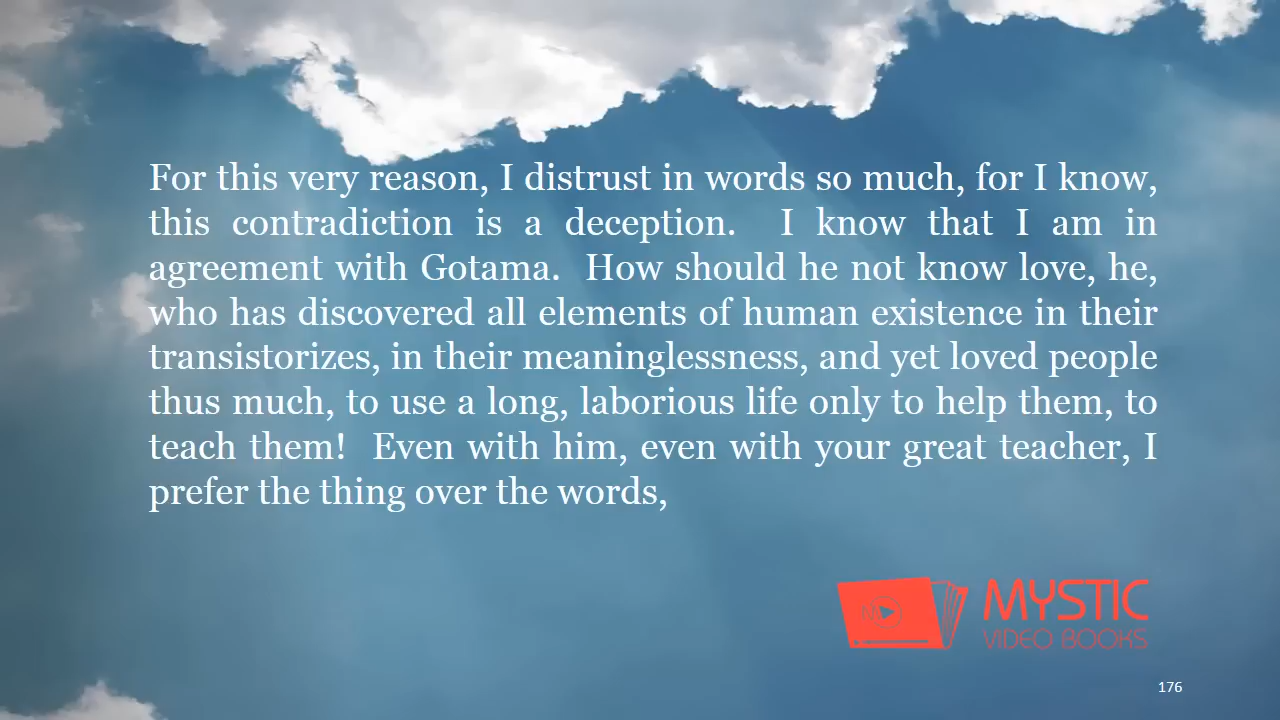 For this very reason, I distrust in words so much, for I know,
this contradiction is a deception. I know that I am in
agreement with Gotama. How should he not know love, he,
who has discovered all elements of human existence in their
transistorizes, in their meaninglessness, and yet loved people
thus much, to use a long, laborious life only to help them, to
teach them! Even with him, even with your great teacher, I
prefer the thing over the words,
MYSTIC
VIDEO BOOKS
176